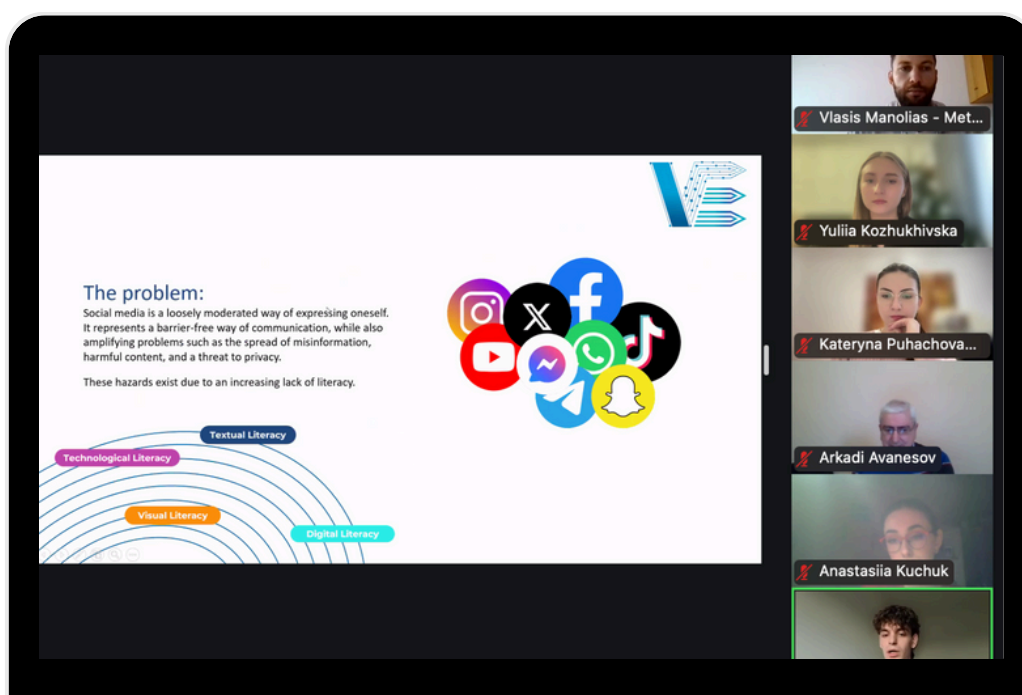 VE
The problem:
Social media is a loosely moderated way of expressing oneself.
It represents a barrier-free way of communication, while also
amplifying problems such as the spread of misinformation,
harmful content, and a threat to privacy.
These hazards exist due to an increasing lack of literacy.
Textual Literacy
Technological Literacy
Visual Literacy
Digital Literacy
Vlasis Manolias - Met...
Yuliia Kozhukhivska
Kateryna Puhachova...
Arkadi Avanesov
Anastasiia Kuchuk